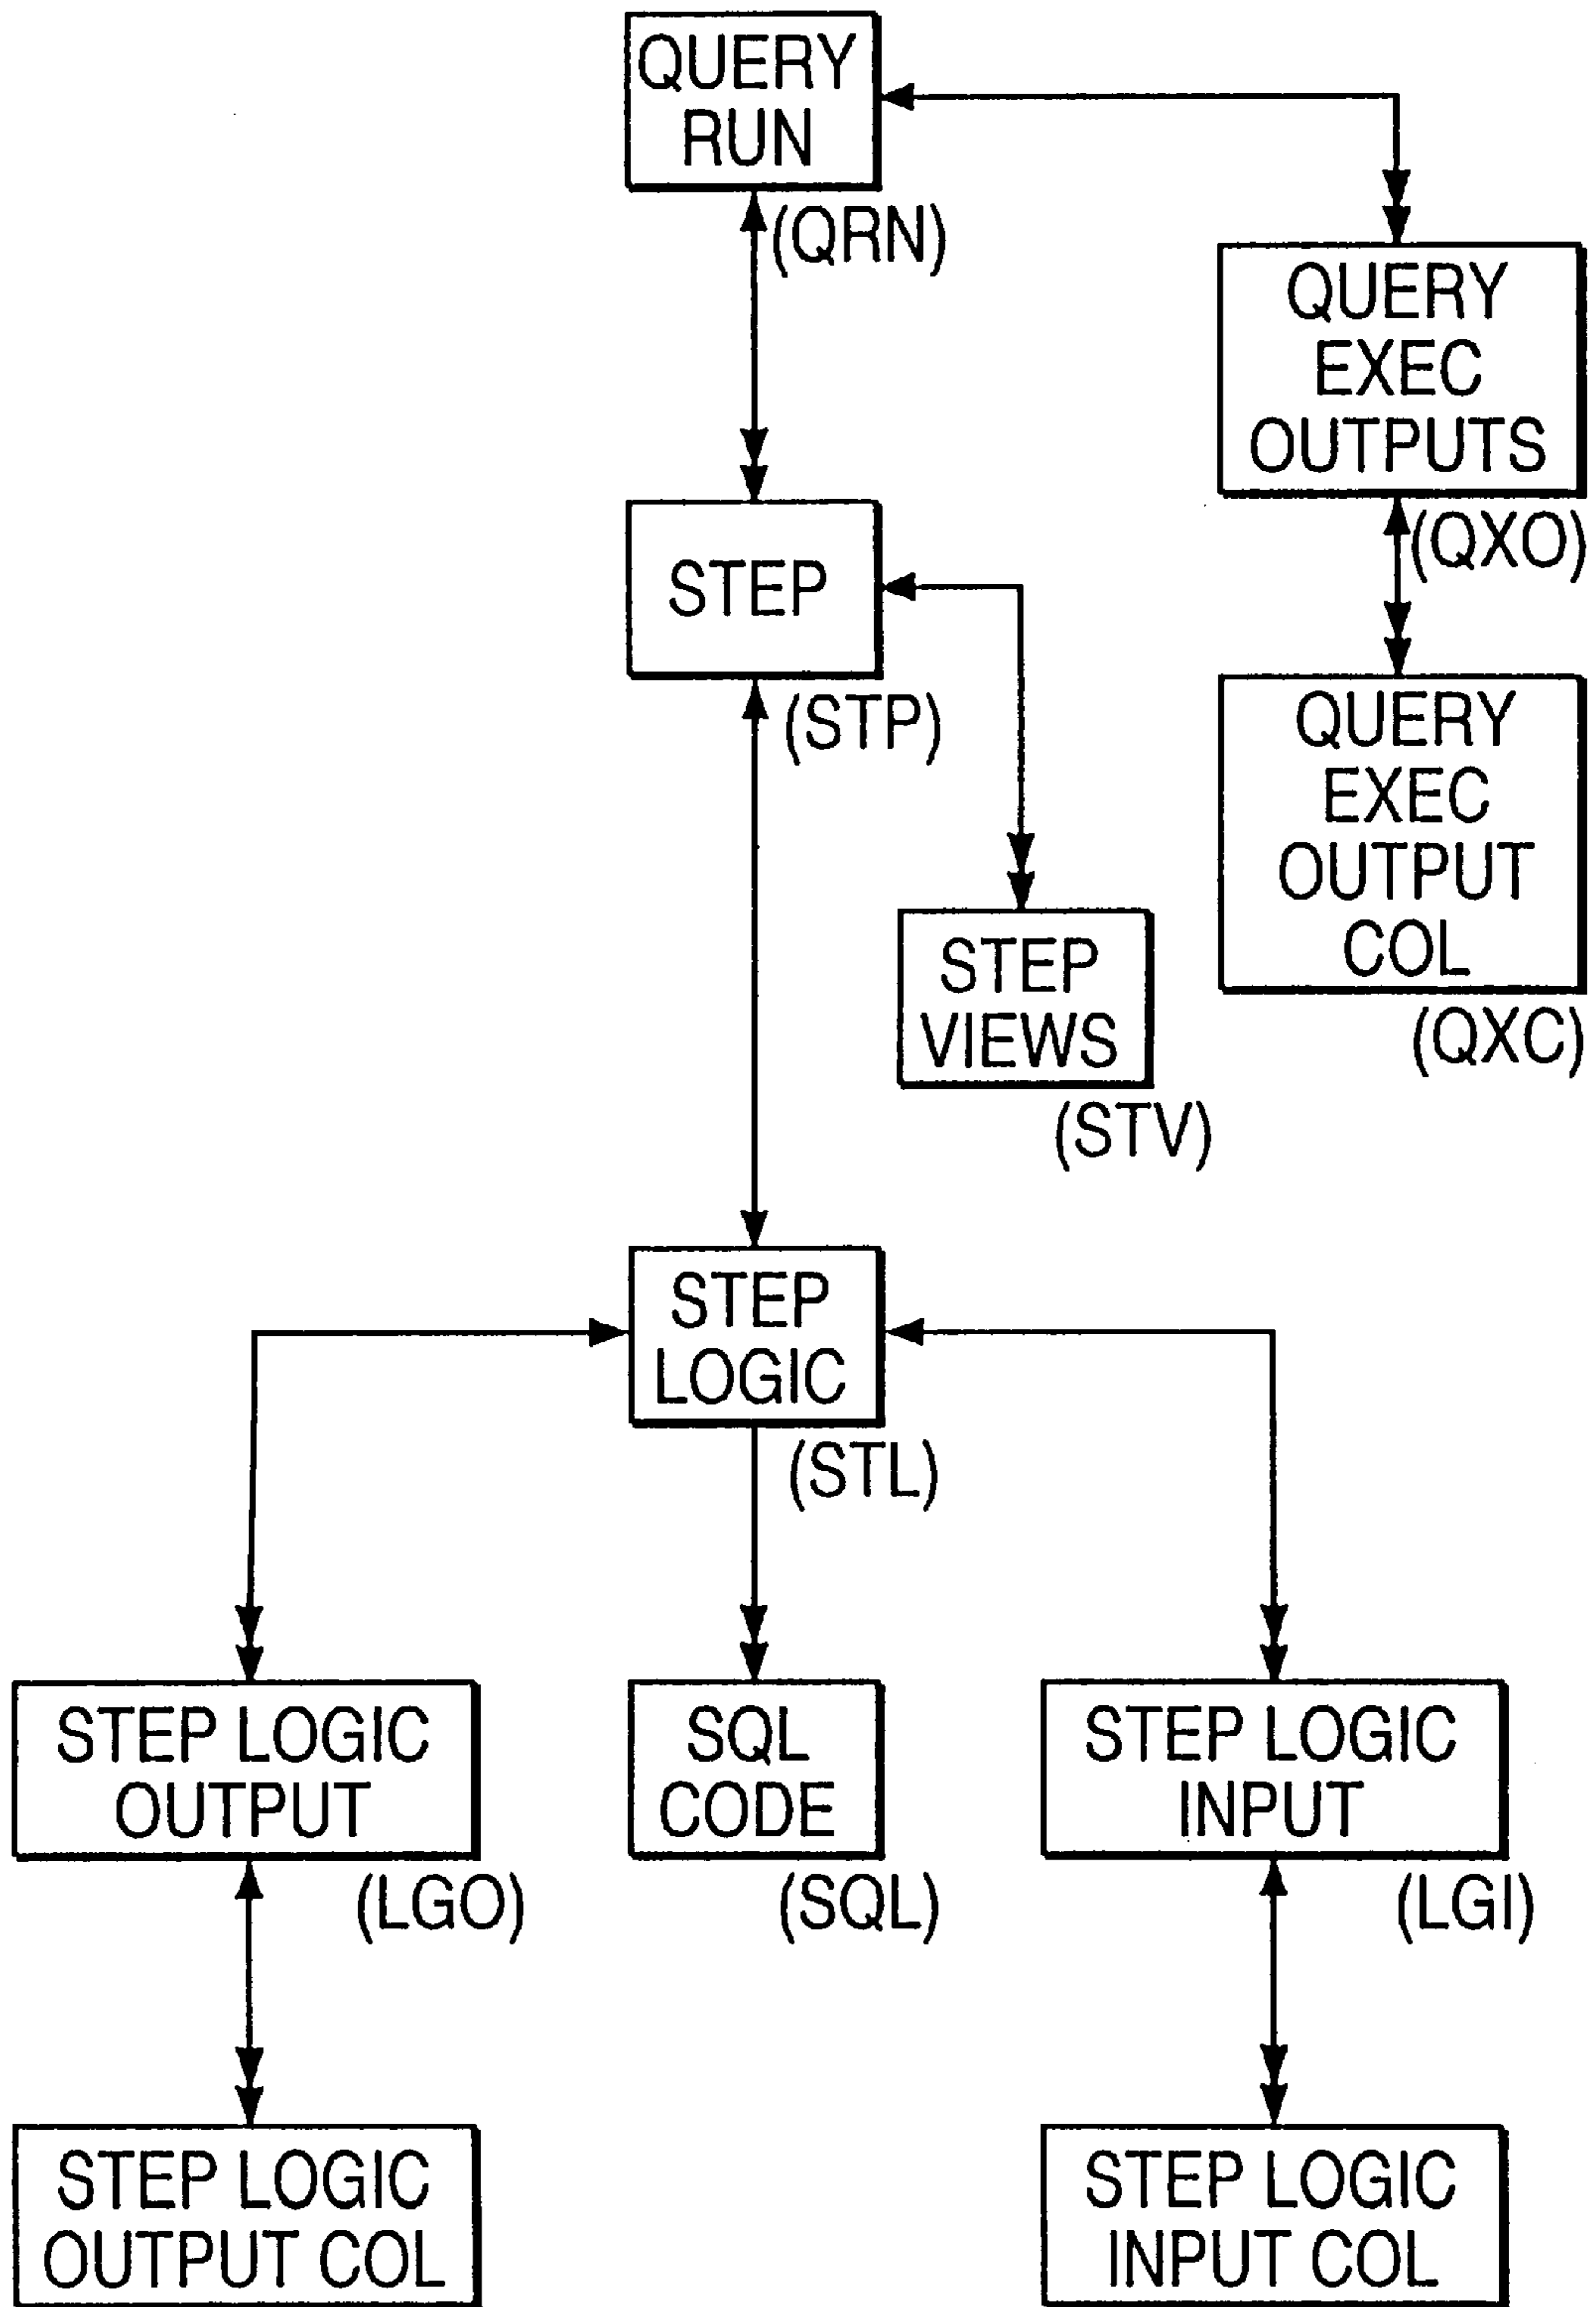 QUERY
RUN
(QRN)
QUERY
EXEC
OUTPUTS
(QXO)
STEP
(STP)
QUERY
EXEC
OUTPUT
COL
(QXC)
STEP
VIEWS
(STV)
STEP
LOGIC
(STL)
STEP LOGIC
OUTPUT
(LGO)
SQL
CODE
(SQL)
STEP LOGIC
INPUT
(LGI)
STEP LOGIC
OUTPUT COL
STEP LOGIC
INPUT COL